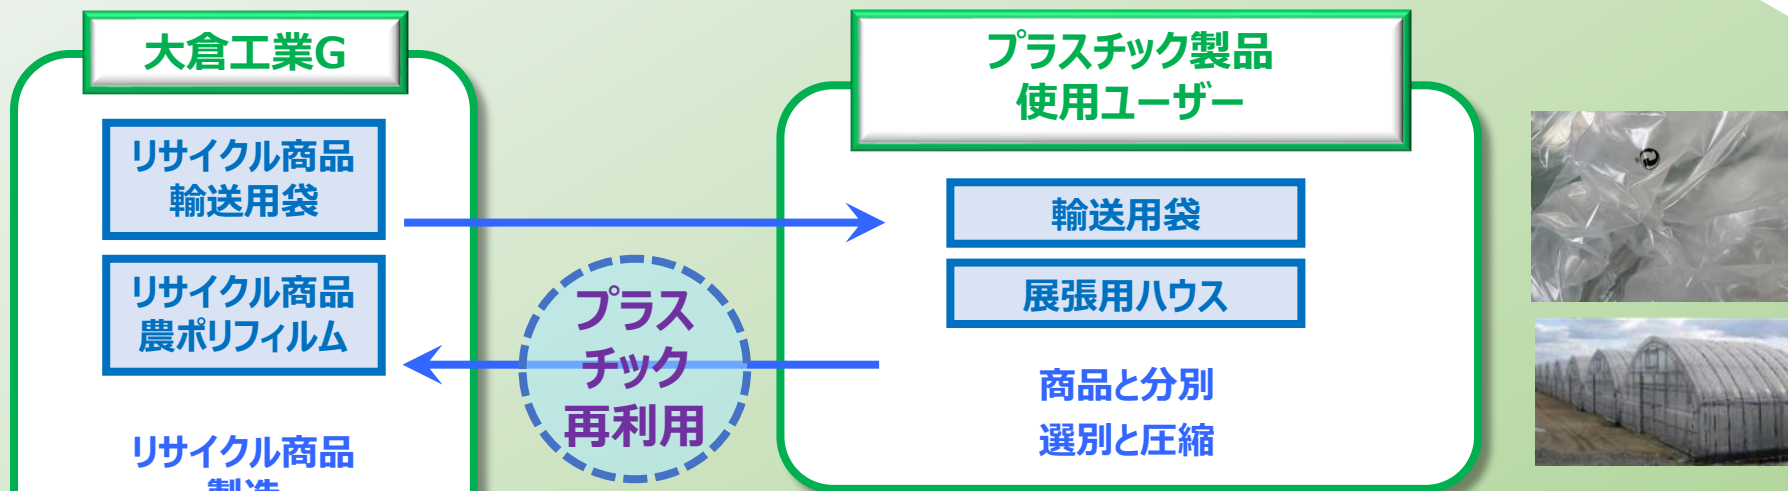 大倉工業G
リサイクル商品
輸送用袋
リサイクル商品
農ポリフィルム
リサイクル商品
製造
プラス
チック
再利用
プラスチック製品
使用ユーザー
輸送用袋
展張用ハウス
商品と分別
選別と圧縮